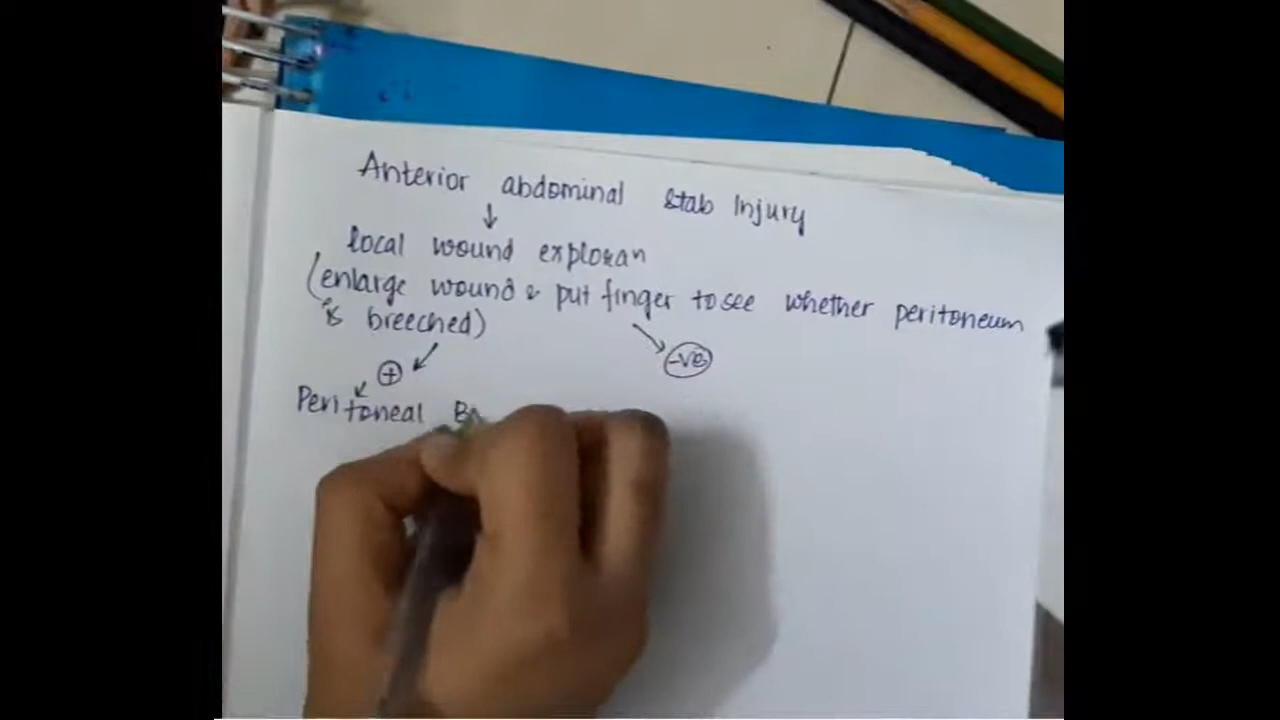 Anterior abdominal stab Injury
↓
local wound exploran
(enlarge wound & put finger to see whether peritoneum
is breeched)
⊕ -ve
Peritoneal